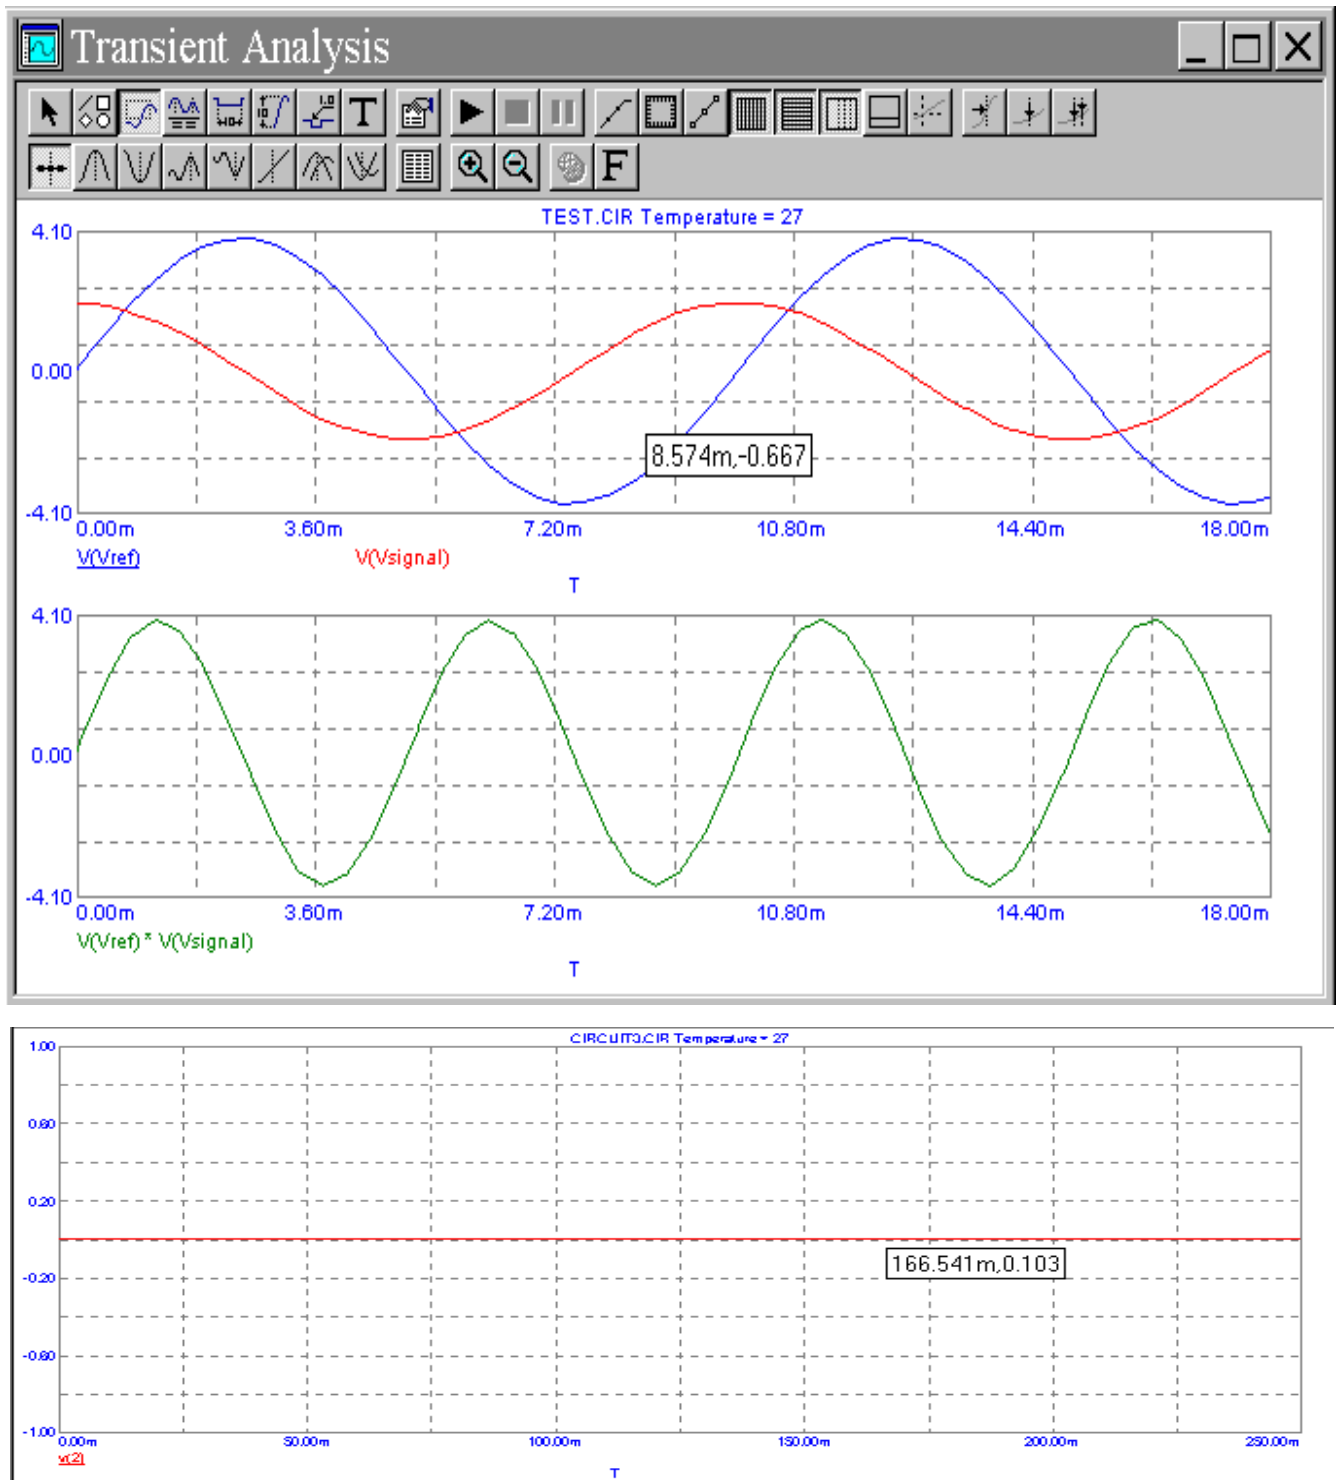 Transient Analysis
T
F
TEST.CIR Temperature = 27
4.10
0.00
-4.10
8.574m,-0.667
0.00m 3.60m 7.20m 10.80m 14.40m 18.00m
V(Vref) V(Vsignal)
T
4.10
0.00
-4.10
0.00m 3.60m 7.20m 10.80m 14.40m 18.00m
V(Vref) * V(Vsignal)
T
CIRCUIT3.CIR Temperature = 27
1.00
0.60
0.20
-0.20
-0.60
-1.00
166.541m,0.103
0.00m 50.00m 100.00m 150.00m 200.00m 250.00m
v(2)
T